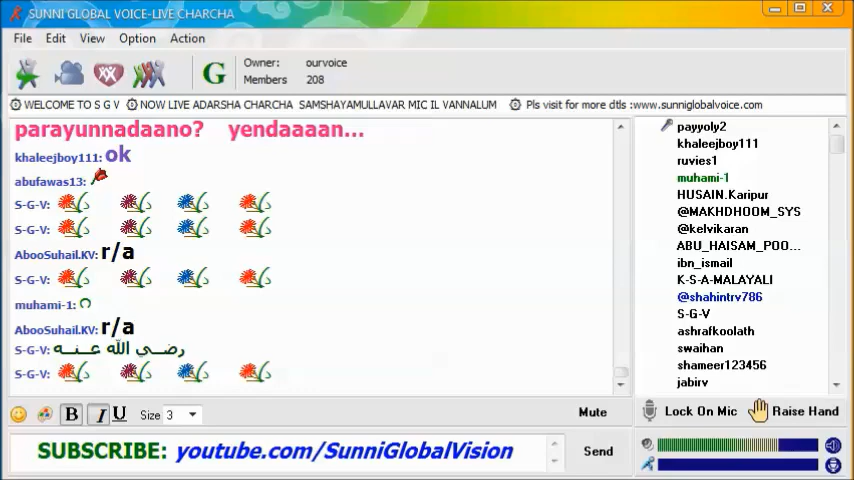 SUNNI GLOBAL VOICE-LIVE CHARCHA
File Edit View Option Action
G Owner: ourvoice
Members 208
WELCOME TO S G V NOW LIVE ADARSHA CHARCHA SAMSHAYAMULLAVAR MIC IL VANNALUM Pls visit for more dtls :www.sunniglobalvoice.com
parayunnadaano? yendaaaan...
khaleejboy111: ok
abufawas13:
S-G-V:
S-G-V:
AbooSuhail.KV: r/a
S-G-V:
muhami-1:
AbooSuhail.KV: r/a
S-G-V: رضي الله عنه
S-G-V:
payyoly2
khaleejboy111
ruvies1
muhami-1
HUSAIN.Karipur
@MAKHDHOOM_SYS
@kelvikaran
ABU_HAISAM_POO...
ibn_ismail
K-S-A-MALAYALI
@shahintrv786
S-G-V
ashrafkoolath
swaihan
shameer123456
jabirv
B I U Size 3 Mute Lock On Mic Raise Hand
SUBSCRIBE: youtube.com/SunniGlobalVision Send